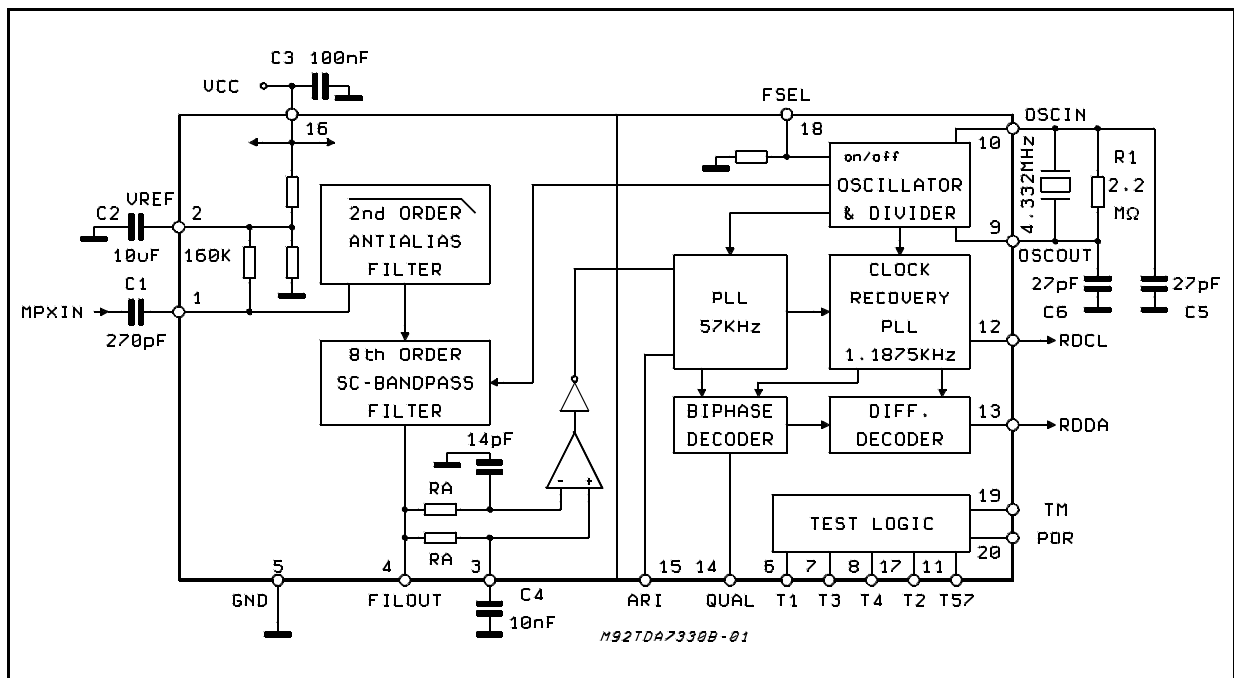 C3 100nF
VCC
16
FSEL
18
OSCIN
10
on/off
OSCILLATOR
& DIVIDER
4.332MHz
R1
2.2
MΩ
9
OSCOUT
C2 VREF
2
10uF
160K
C1
1
MPXIN
270pF
2nd ORDER
ANTIALIAS
FILTER
8th ORDER
SC-BANDPASS
FILTER
PLL
57KHz
CLOCK
RECOVERY
PLL
1.1875KHz
27pF
C6
27pF
C5
12
RDCL
BIPHASE
DECODER
DIFF.
DECODER
13
RDDA
14pF
- +
RA
RA
TEST LOGIC
19
TM
20
POR
5
GND
4
FILOUT
3
C4
10nF
15
ARI
14
QUAL
6
T1
7
T3
8
T4
17
T2
11
T57
M92TDA7330B-01